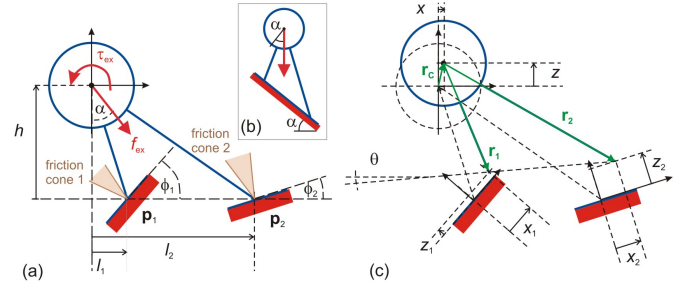 τex
α
h
fex
friction
cone 1
friction
cone 2
p1
p2
ϕ1
ϕ2
l1
l2
(a)
α
α
(b)
x
z
rc
r1
r2
θ
z1
x1
z2
x2
(c)